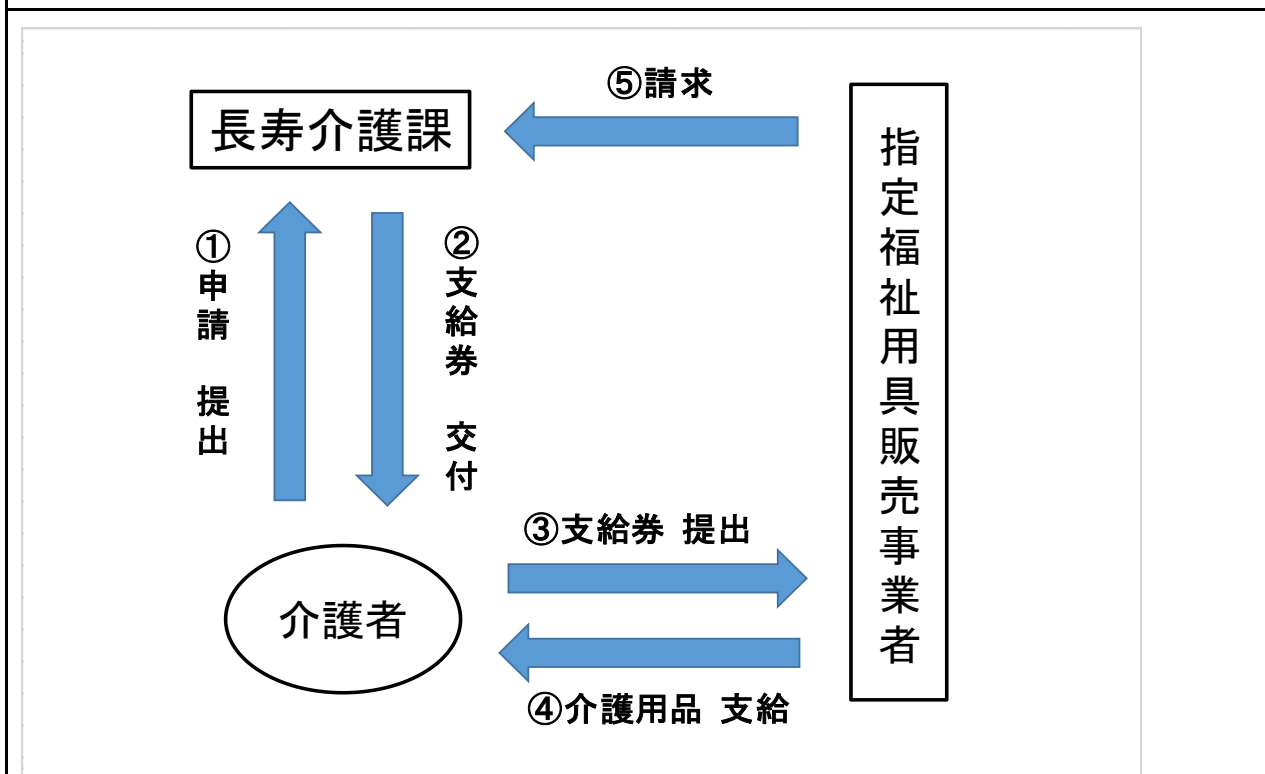 ⑤請求
長寿介護課
指定福祉用具販売事業者
①申請 提出
②支給券 交付
③支給券 提出
介護者
④介護用品 支給